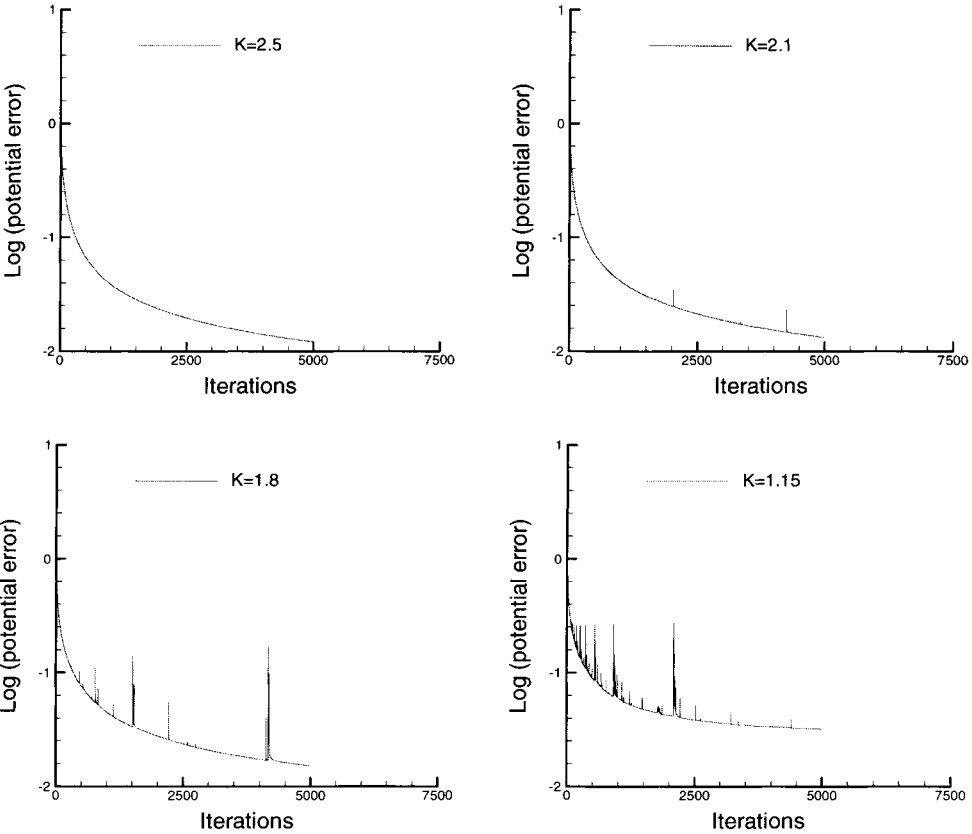 1
K=2.5
0
-1
-2
0 2500 5000 7500
Log (potential error)
Iterations
1
K=2.1
0
-1
-2
0 2500 5000 7500
Log (potential error)
Iterations
1
K=1.8
0
-1
-2
0 2500 5000 7500
Log (potential error)
Iterations
1
K=1.15
0
-1
-2
0 2500 5000 7500
Log (potential error)
Iterations